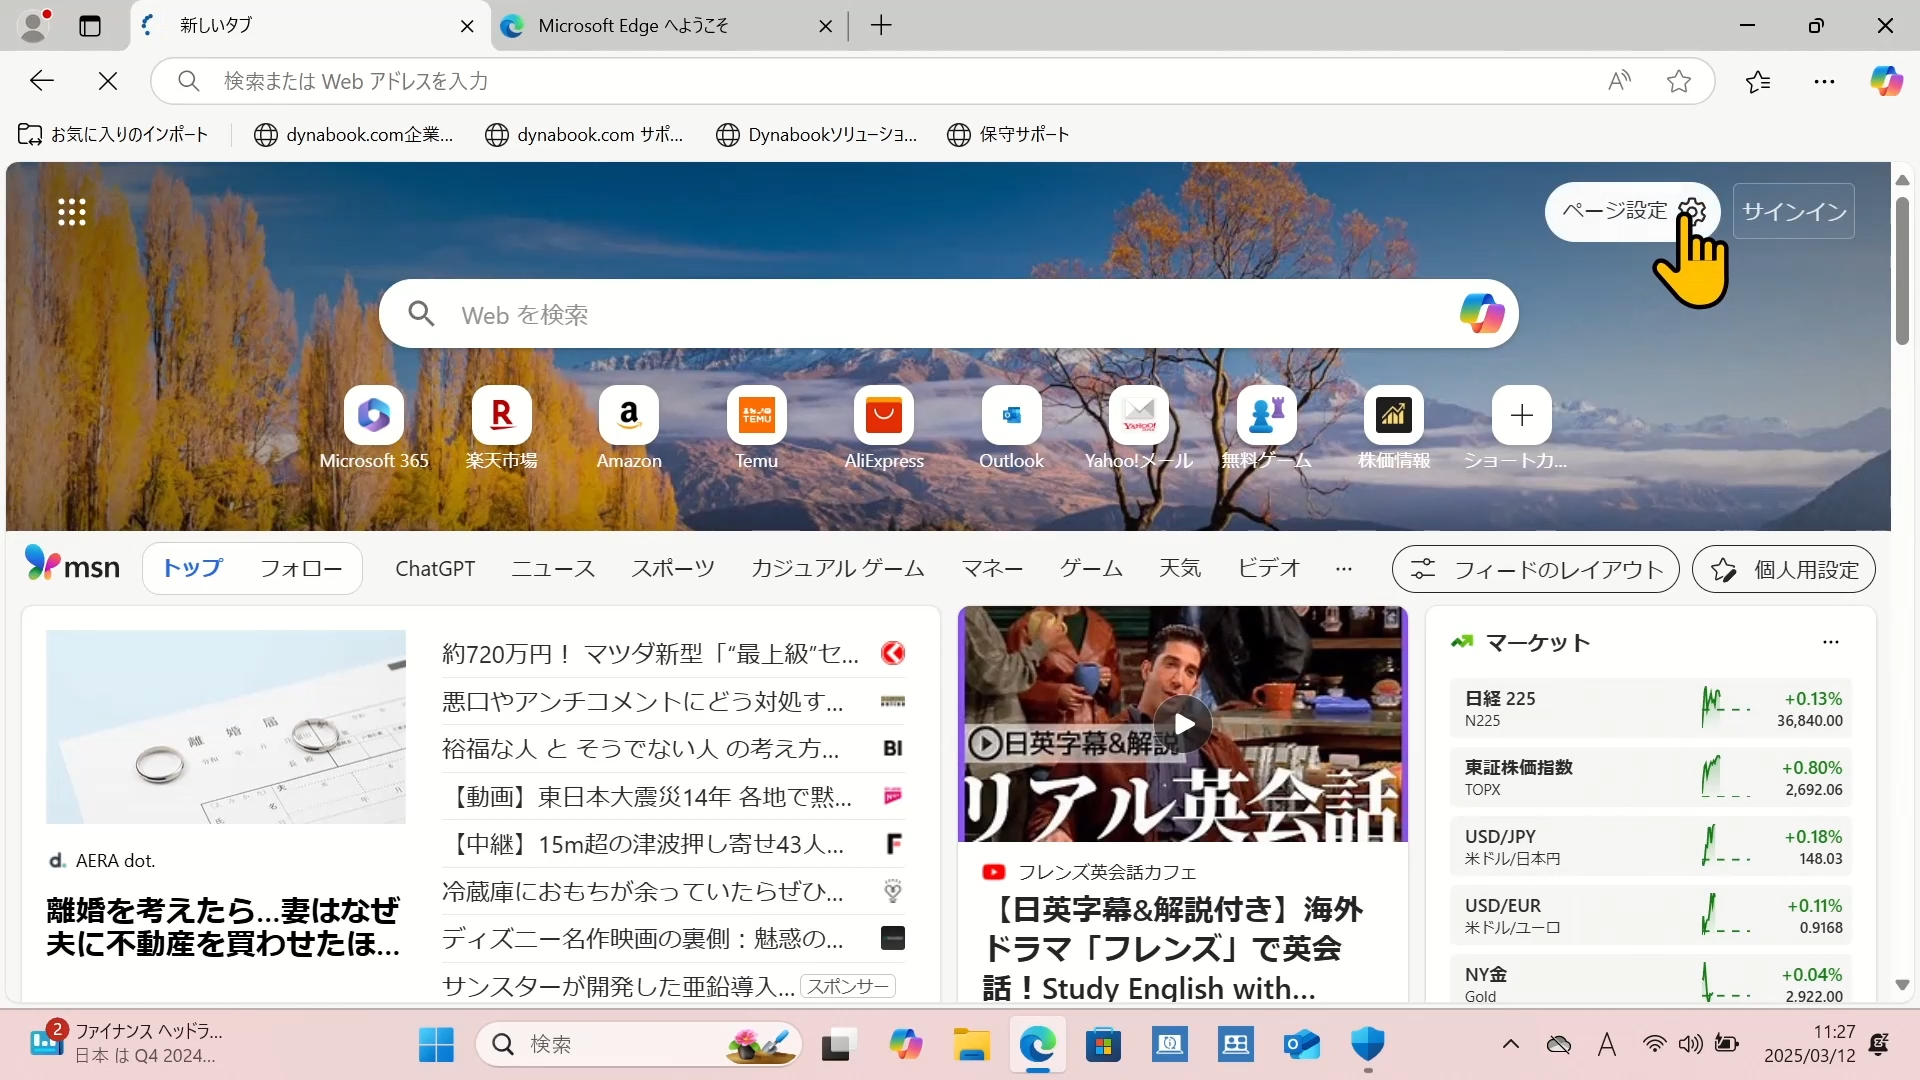 新しいタブ
Microsoft Edge へようこそ
検索または Web アドレスを入力
お気に入りのインポート
dynabook.com企業...
dynabook.com サポ...
Dynabookソリューショ...
保守サポート
ページ設定
サインイン
Web を検索
Microsoft 365
楽天市場
Amazon
Temu
AliExpress
Outlook
Yahoo!メール
無料ゲーム
株価情報
ショートカ...
msn
トップ
フォロー
ChatGPT
ニュース
スポーツ
カジュアル ゲーム
マネー
ゲーム
天気
ビデオ
フィードのレイアウト
個人用設定
離婚届
AERA dot.
離婚を考えたら...妻はなぜ
夫に不動産を買わせたほ...
約720万円！ マツダ新型「“最上級”セ...
悪口やアンチコメントにどう対処す...
裕福な人 と そうでない人 の考え方...
BI
【動画】東日本大震災14年 各地で黙...
【中継】15m超の津波押し寄せ43人...
冷蔵庫におもちが余っていたらぜひ...
ディズニー名作映画の裏側：魅惑の...
サンスターが開発した亜鉛導入...
スポンサー
日英字幕&解説
リアル英会話
フレンズ英会話カフェ
【日英字幕&解説付き】海外
ドラマ「フレンズ」で英会
話！Study English with...
マーケット
日経 225
N225
+0.13%
36,840.00
東証株価指数
TOPX
+0.80%
2,692.06
USD/JPY
米ドル/日本円
+0.18%
148.03
USD/EUR
米ドル/ユーロ
+0.11%
0.9168
NY金
Gold
+0.04%
2,922.00
2
ファイナンス ヘッドラ...
日本 は Q4 2024...
検索
A
11:27
2025/03/12